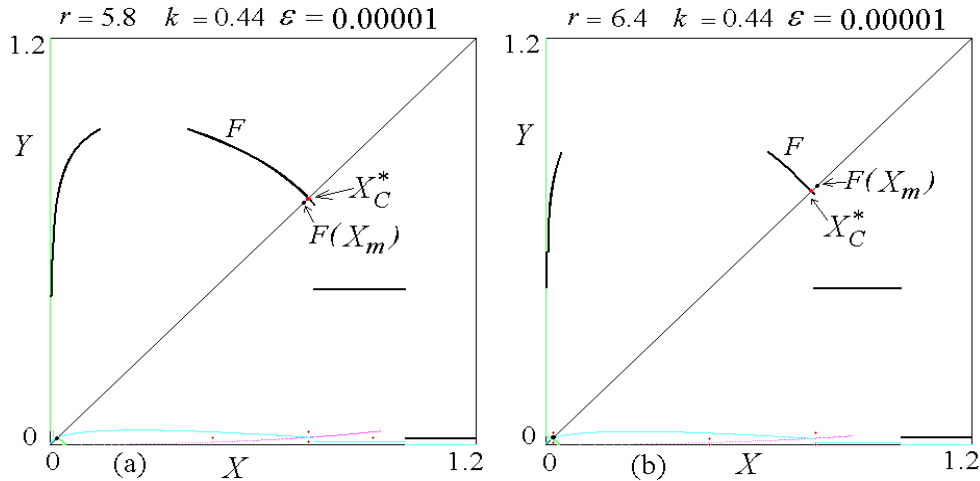 r = 5.8 k = 0.44 ε = 0.00001
1.2
Y
F
X*C
F(Xm)
0
0 (a) X 1.2
r = 6.4 k = 0.44 ε = 0.00001
1.2
Y
F
F(Xm)
X*C
0
0 (b) X 1.2